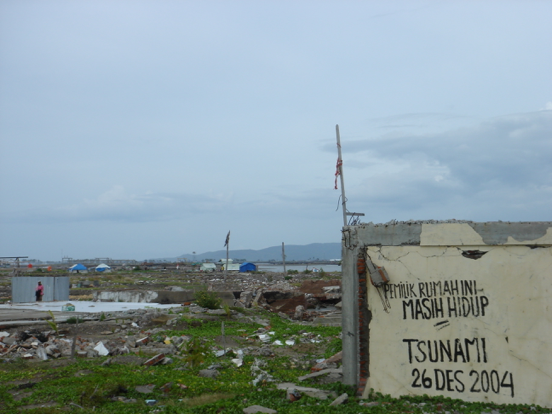 PEMILIK RUMAH INI
MASIH HIDUP
TSUNAMI
26 DES 2004